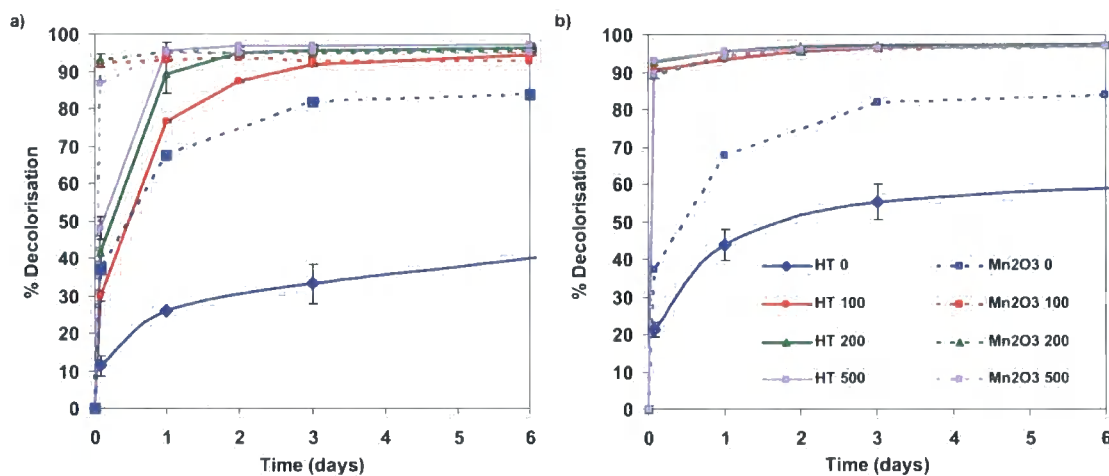 a)
% Decolorisation
100
90
80
70
60
50
40
30
20
10
0
0 1 2 3 4 5 6
Time (days)
b)
% Decolorisation
100
90
80
70
60
50
40
30
20
10
0
HT 0 Mn2O3 0
HT 100 Mn2O3 100
HT 200 Mn2O3 200
HT 500 Mn2O3 500
0 1 2 3 4 5 6
Time (days)